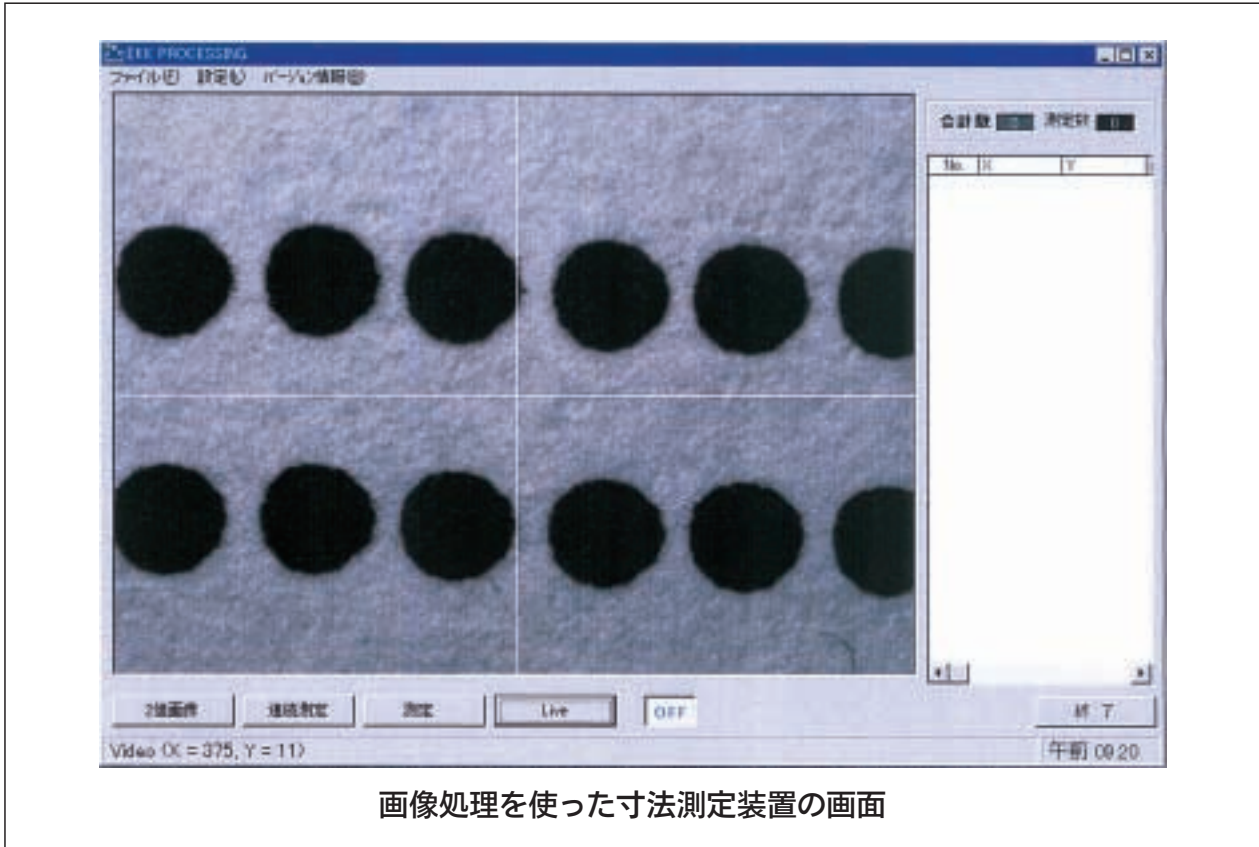 PROCESSING
ファイル(F) 設定(L) バージョン情報
合計数 測定数 0
No. X Y
2値画像 連続測定 測定 Live OFF 終了
Video (X = 375, Y = 11) 午前 09:20
画像処理を使った寸法測定装置の画面